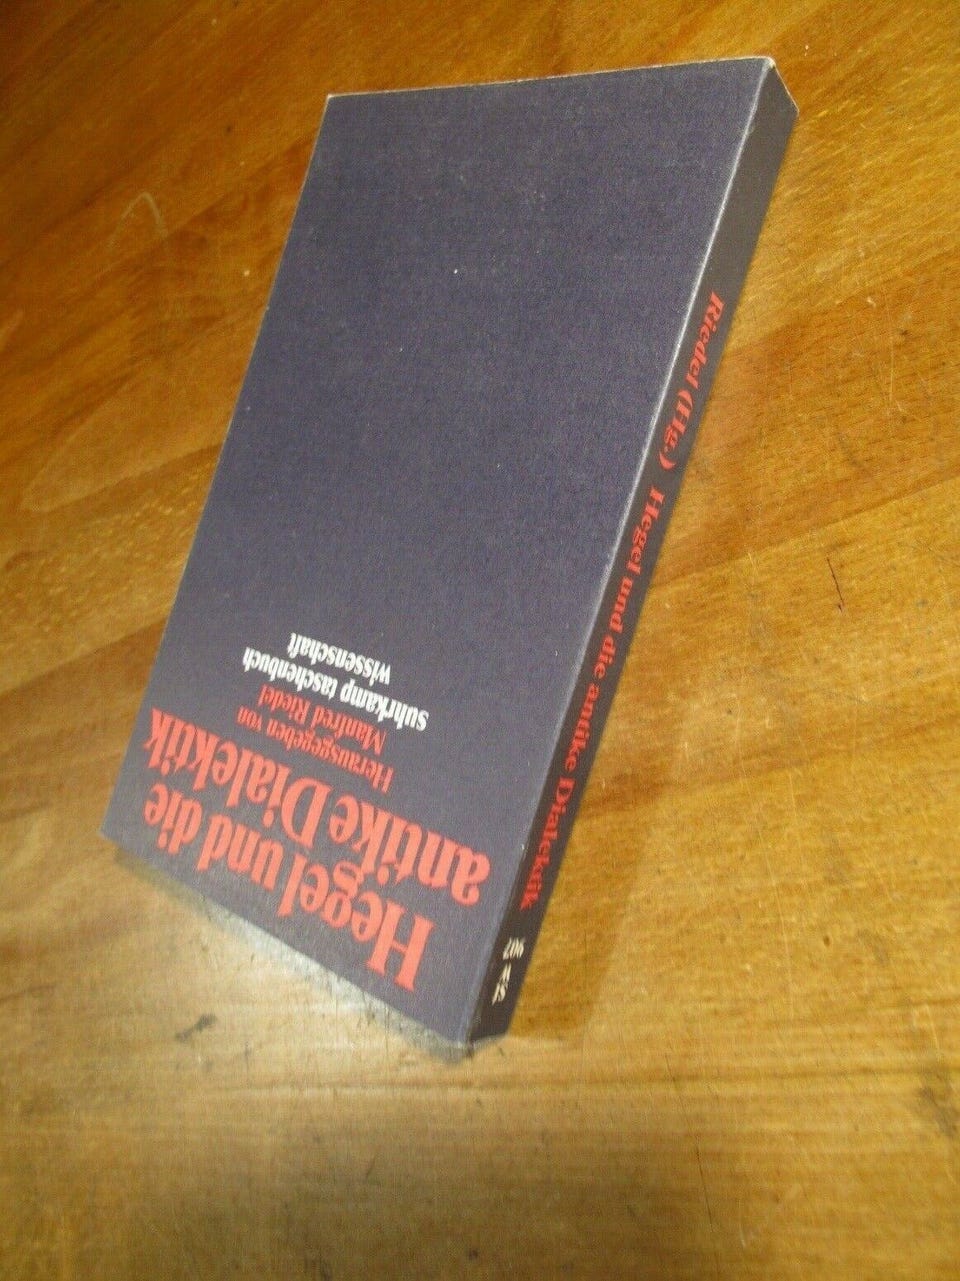 Hegel und die
antike Dialektik
Herausgegeben von
Manfred Riedel
suhrkamp taschenbuch
wissenschaft
Riedel (Hg.) Hegel und die antike Dialektik
907